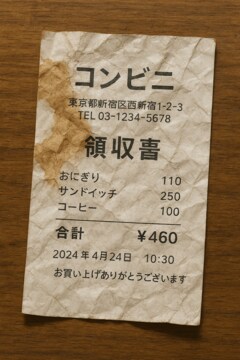 コンビニ
東京都新宿区西新宿1-2-3
TEL 03-1234-5678
領収書
おにぎり 110
サンドイッチ 250
コーヒー 100
合計 ¥460
2024年4月24日 10:30
お買い上げありがとうございます